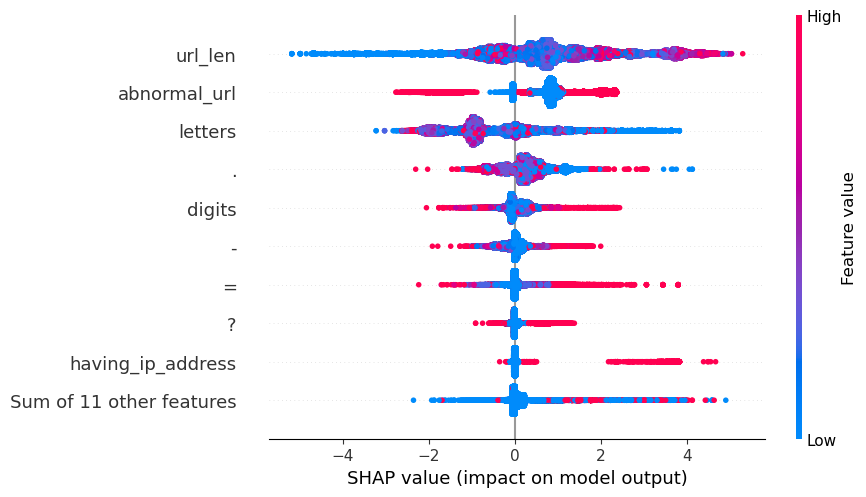 High
url_len
abnormal_url
letters
.
digits
-
=
?
having_ip_address
Sum of 11 other features
Low
Feature value
−4 −2 0 2 4
SHAP value (impact on model output)